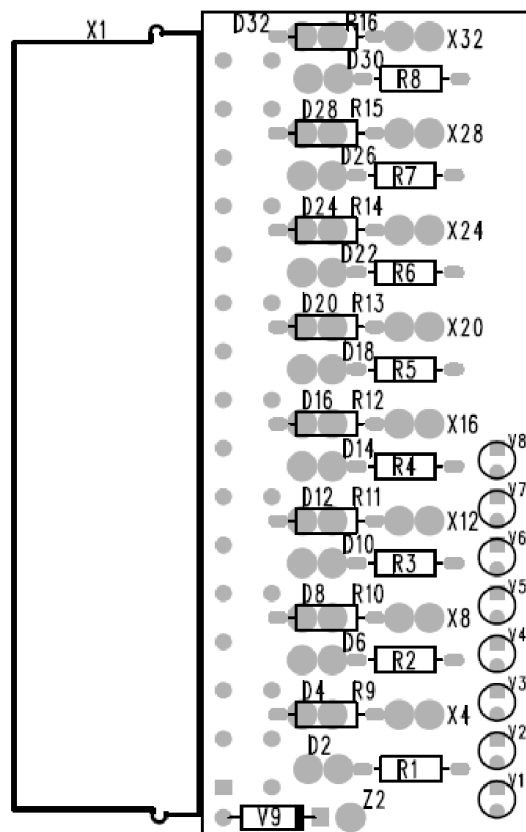 X1 D32 R16 X32
D30
R8
D28 R15 X28
D26
R7
D24 R14 X24
D22
R6
D20 R13 X20
D18
R5
D16 R12 X16
D14 V8
R4
V7
D12 R11 X12
V6
D10
R3
V5
D8 R10 X8
V4
D6
R2
V3
D4 R9 X4
V2
D2
R1
V1
V9 Z2